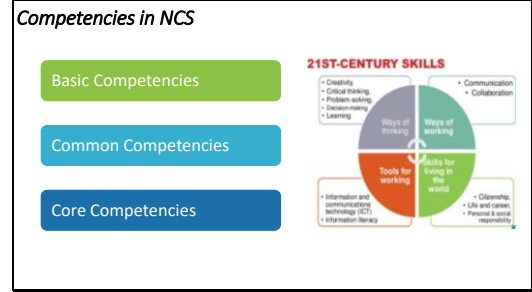 Competencies in NCS
Basic Competencies
Common Competencies
Core Competencies
21ST-CENTURY SKILLS
• Creativity,
• Critical thinking,
• Problem-solving,
• Decision-making
• Learning
• Communication
• Collaboration
Ways of
thinking
Ways of
working
Tools for
working
Skills for
living in
the
world
• Information and
communications
technology (ICT)
• Information literacy
• Citizenship,
• Life and career,
• Personal & social
responsibility